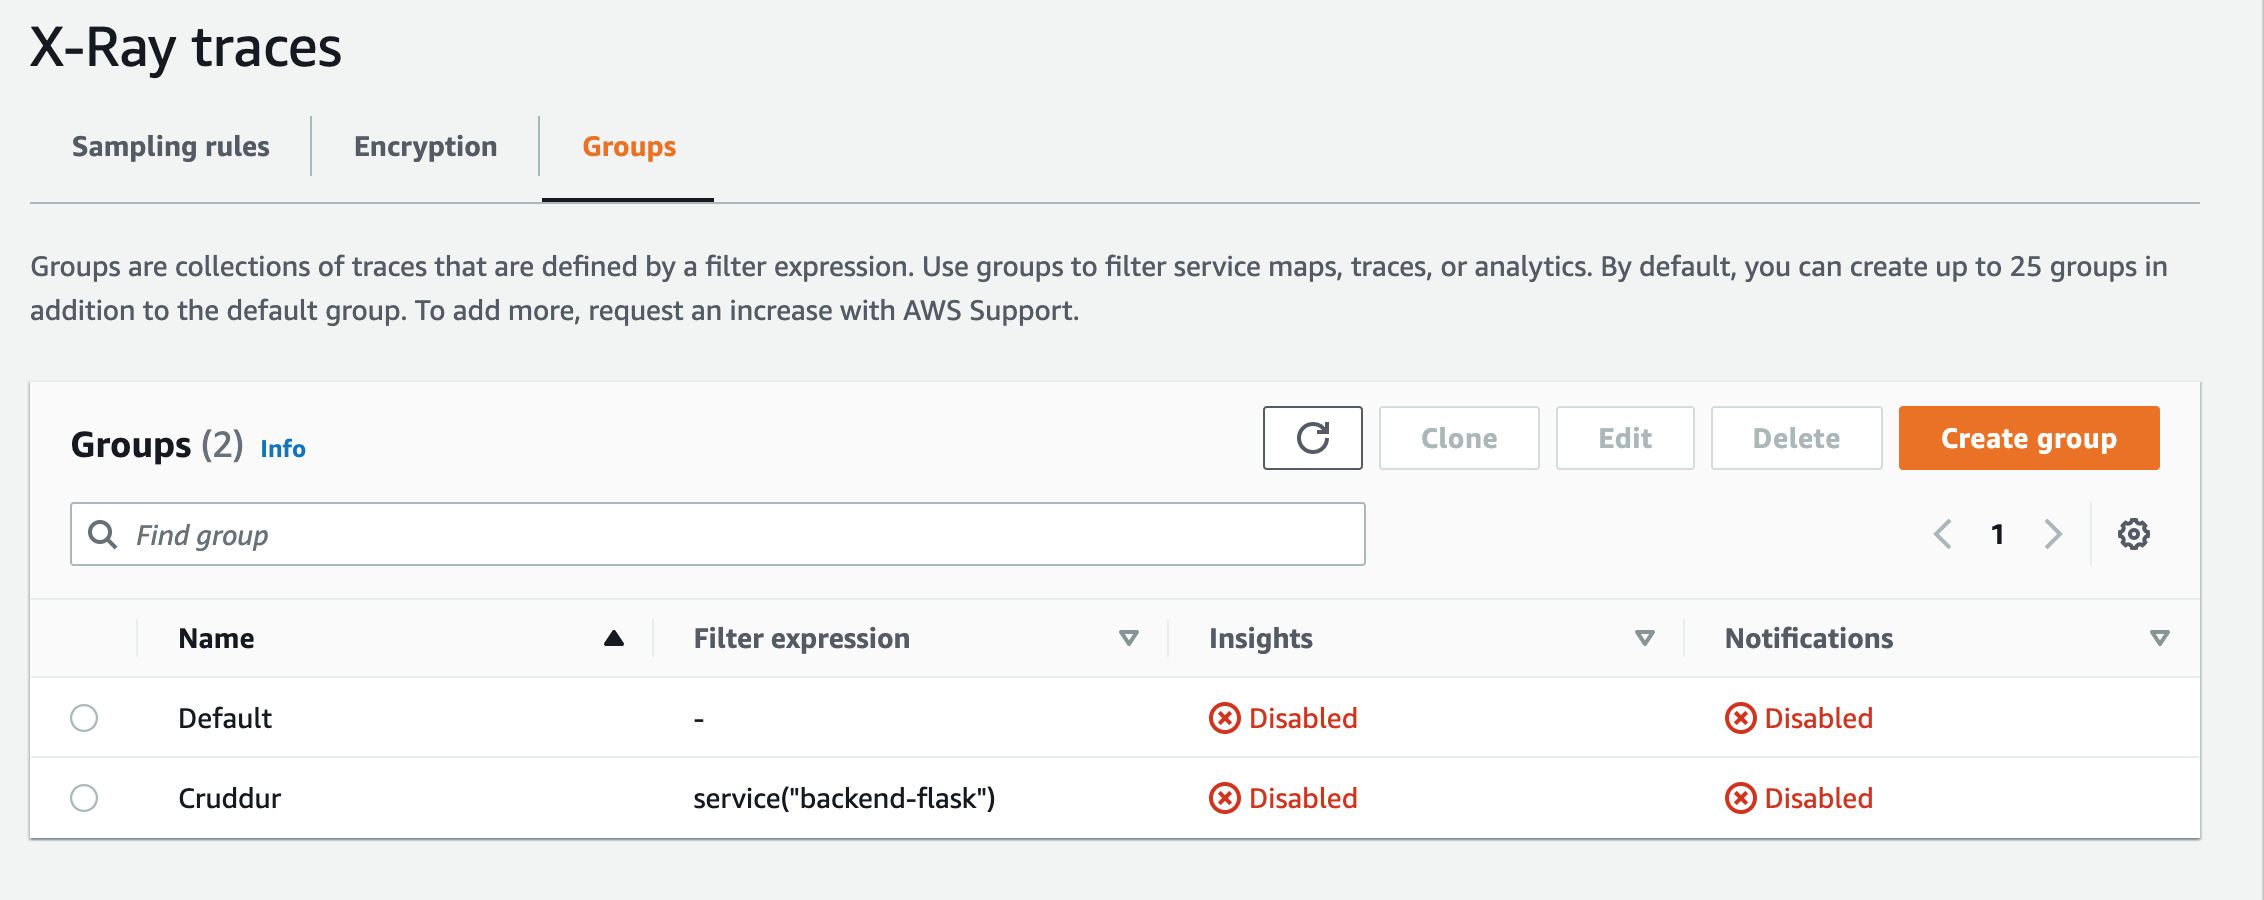 X-Ray traces
Sampling rules
Encryption
Groups
Groups are collections of traces that are defined by a filter expression. Use groups to filter service maps, traces, or analytics. By default, you can create up to 25 groups in
addition to the default group. To add more, request an increase with AWS Support.
Groups (2) Info
Clone
Edit
Delete
Create group
Find group
1
Name
Filter expression
Insights
Notifications
Default
-
Disabled
Disabled
Cruddur
service("backend-flask")
Disabled
Disabled